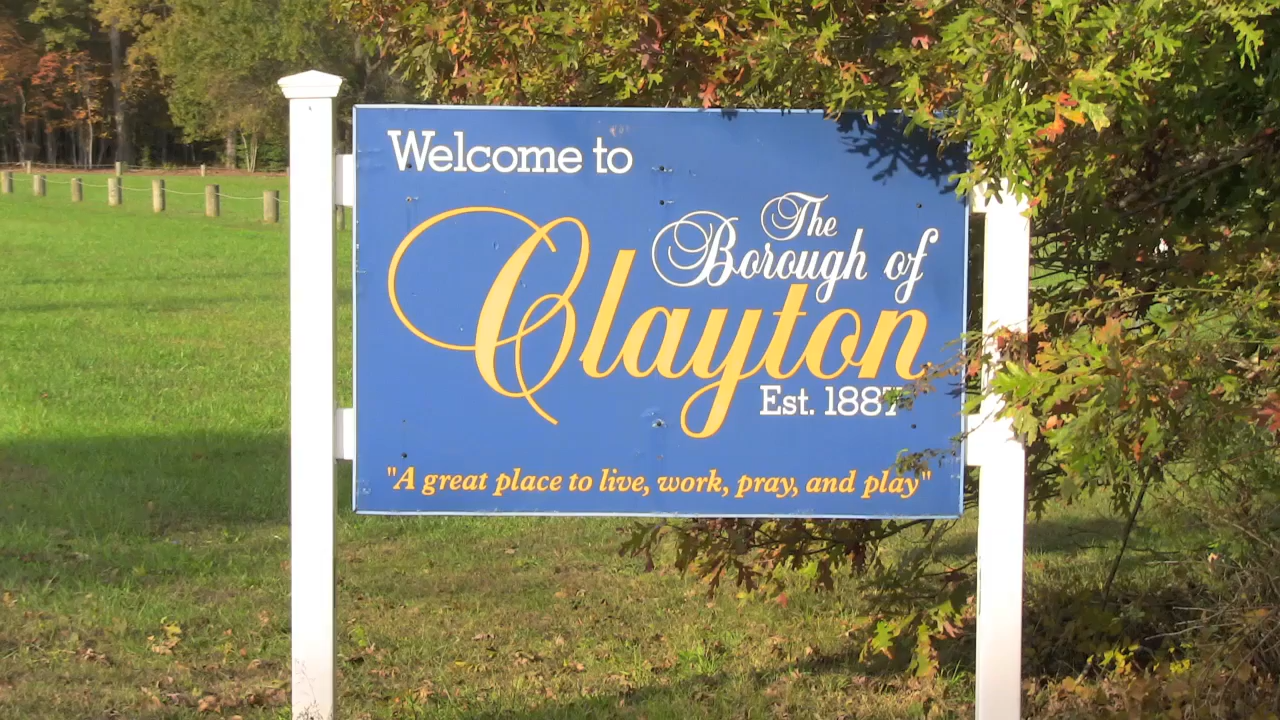 Welcome to
The
Borough of
Clayton
Est. 1887
"A great place to live, work, pray, and play"